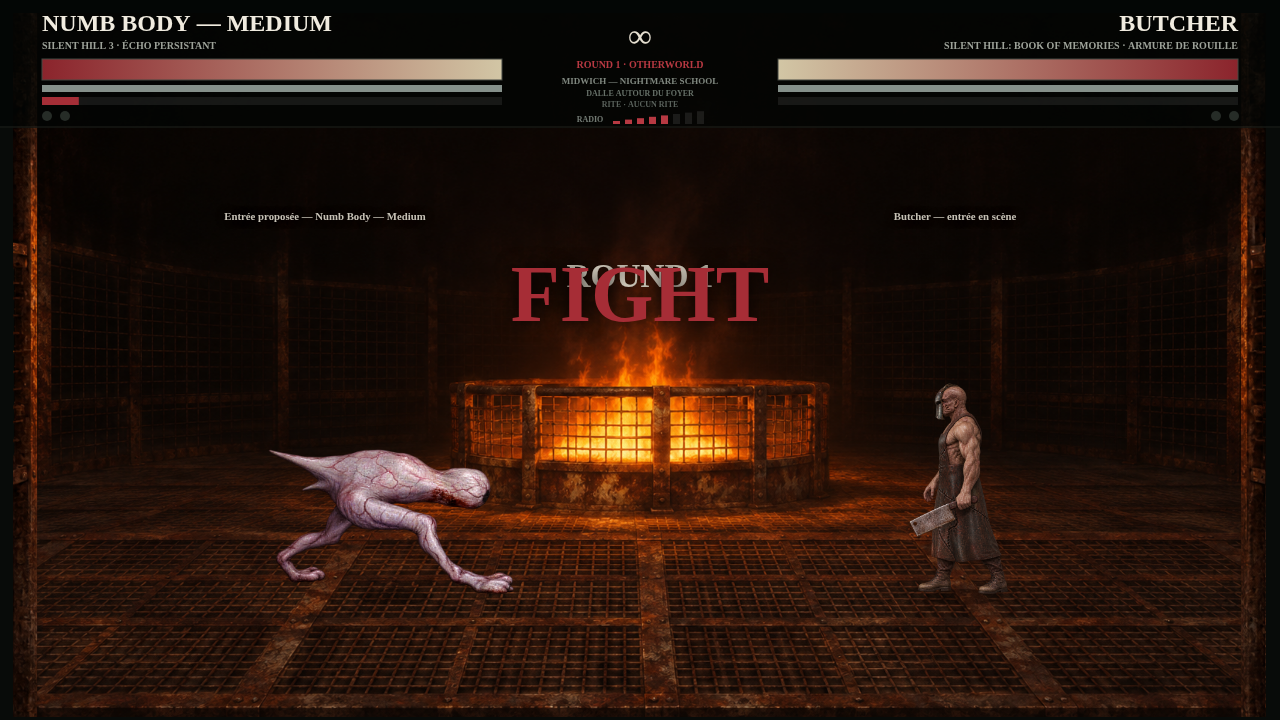 NUMB BODY — MEDIUM
SILENT HILL 3 · ÉCHO PERSISTANT
∞
ROUND 1 · OTHERWORLD
MIDWICH — NIGHTMARE SCHOOL
DALLE AUTOUR DU FOYER
RITE · AUCUN RITE
RADIO
BUTCHER
SILENT HILL: BOOK OF MEMORIES · ARMURE DE ROUILLE
Entrée proposée — Numb Body — Medium
Butcher — entrée en scène
ROUND 1
FIGHT